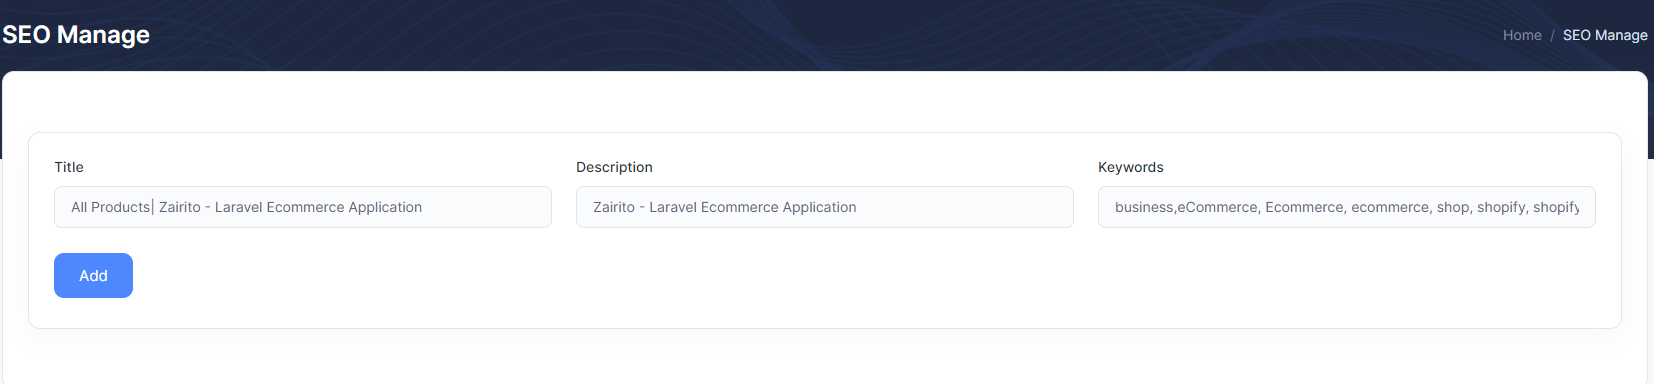 SEO Manage
Home / SEO Manage
Title
Description
Keywords
All Products| Zairito - Laravel Ecommerce Application
Zairito - Laravel Ecommerce Application
business,eCommerce, Ecommerce, ecommerce, shop, shopify, shopify
Add